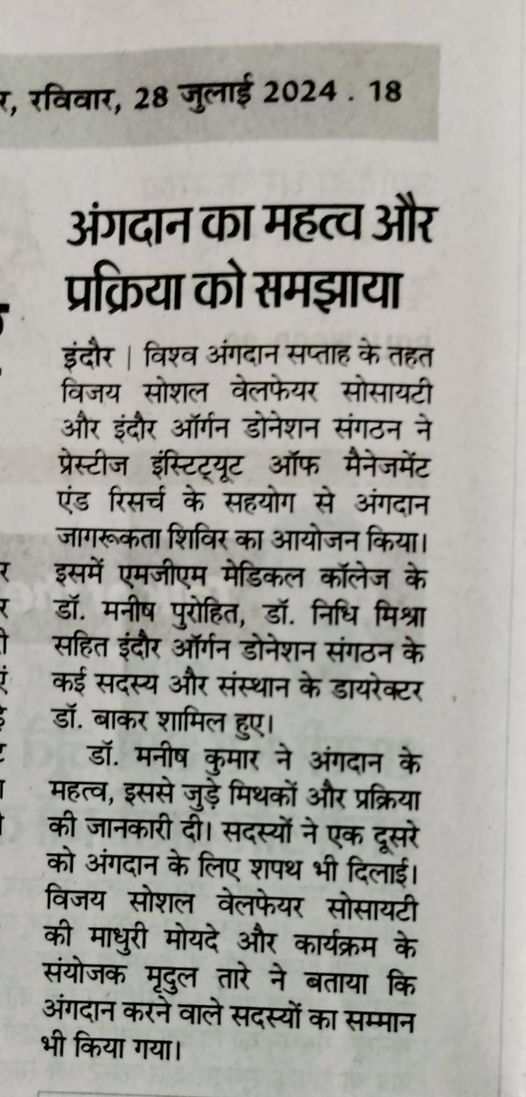 र, रविवार, 28 जुलाई 2024 . 18
अंगदान का महत्व और
प्रक्रिया को समझाया
इंदौर | विश्व अंगदान सप्ताह के तहत
विजय सोशल वेलफेयर सोसायटी
और इंदौर ऑर्गन डोनेशन संगठन ने
प्रेस्टीज इंस्टिट्यूट ऑफ मैनेजमेंट
एंड रिसर्च के सहयोग से अंगदान
जागरूकता शिविर का आयोजन किया।
इसमें एमजीएम मेडिकल कॉलेज के
डॉ. मनीष पुरोहित, डॉ. निधि मिश्रा
सहित इंदौर ऑर्गन डोनेशन संगठन के
कई सदस्य और संस्थान के डायरेक्टर
डॉ. बाकर शामिल हुए।
डॉ. मनीष कुमार ने अंगदान के
महत्व, इससे जुड़े मिथकों और प्रक्रिया
की जानकारी दी। सदस्यों ने एक दूसरे
को अंगदान के लिए शपथ भी दिलाई।
विजय सोशल वेलफेयर सोसायटी
की माधुरी मोयदे और कार्यक्रम के
संयोजक मृदुल तारे ने बताया कि
अंगदान करने वाले सदस्यों का सम्मान
भी किया गया।